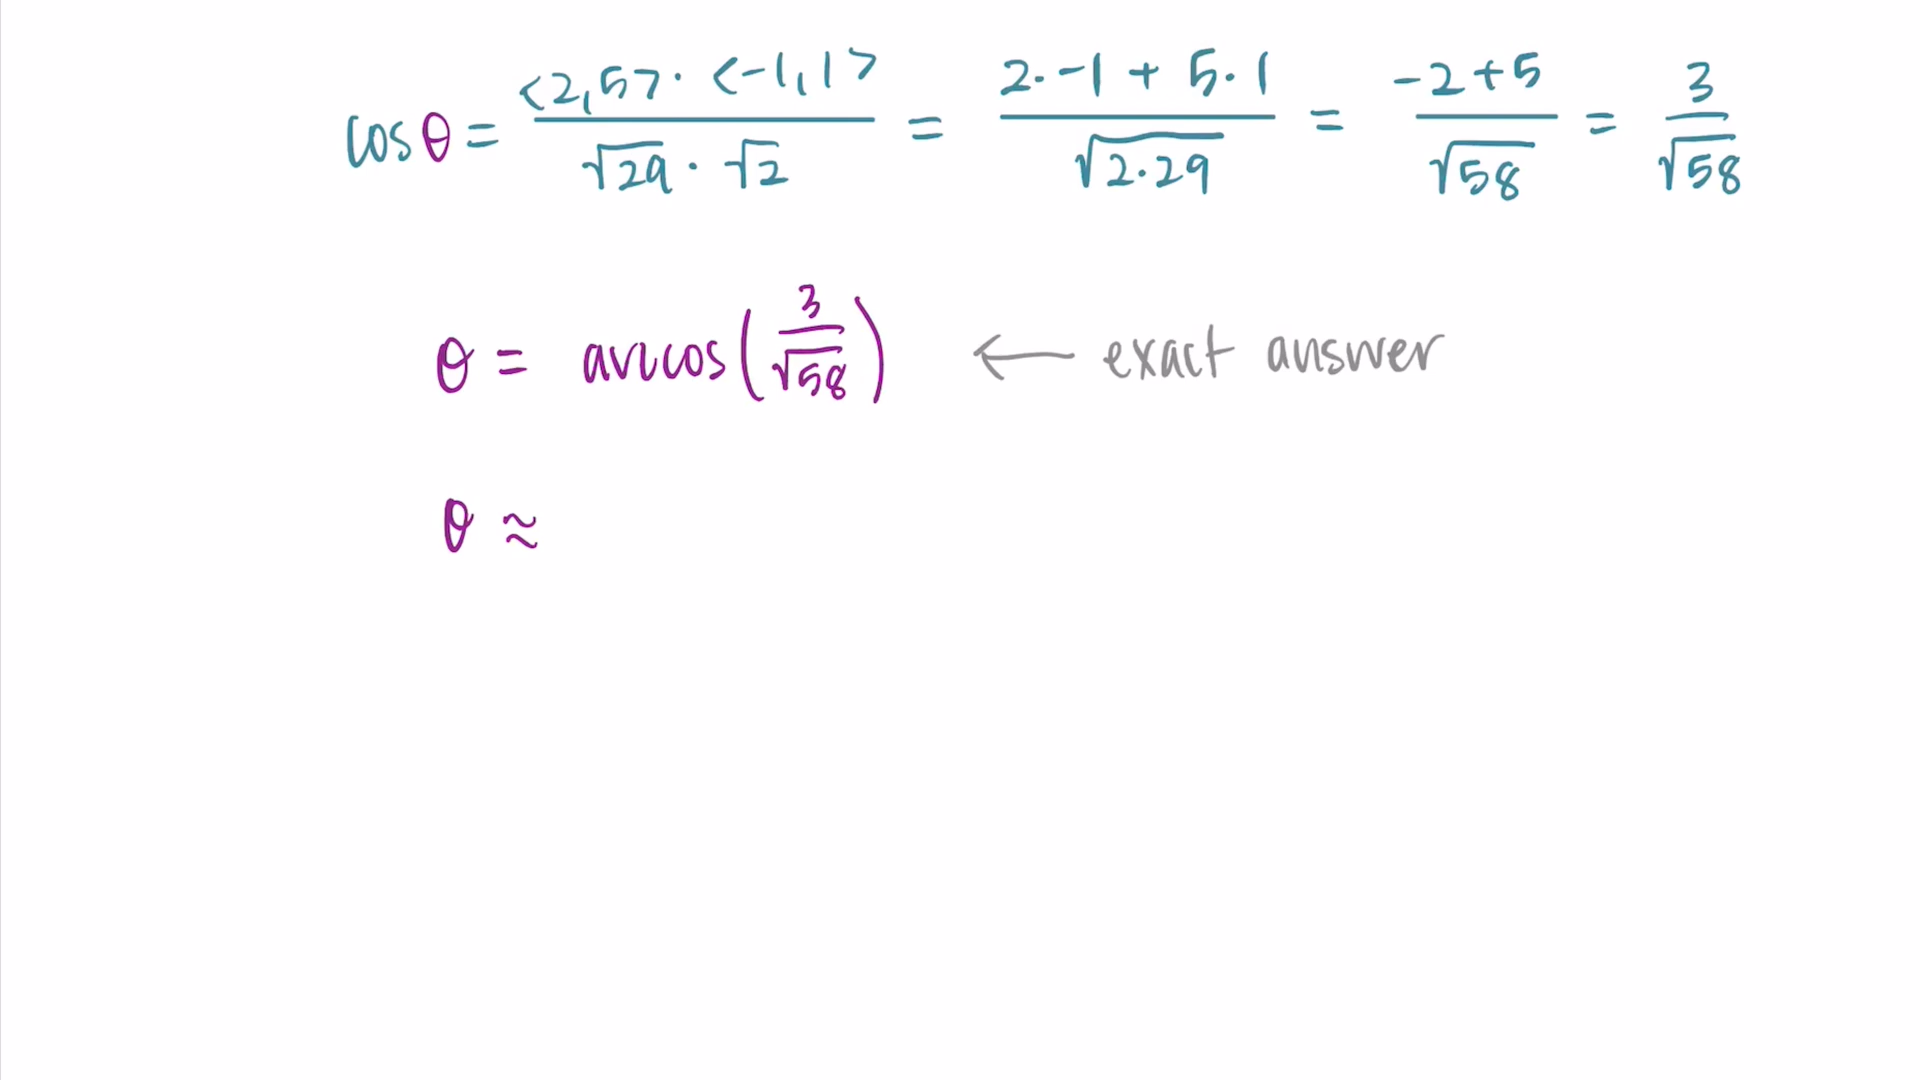 cos θ = <2,5>· <-1,1> / √29 · √2 = 2·-1 + 5·1 / √2·29 = -2+5 / √58 = 3 / √58
θ = arccos(3/√58) ← exact answer
θ ≈